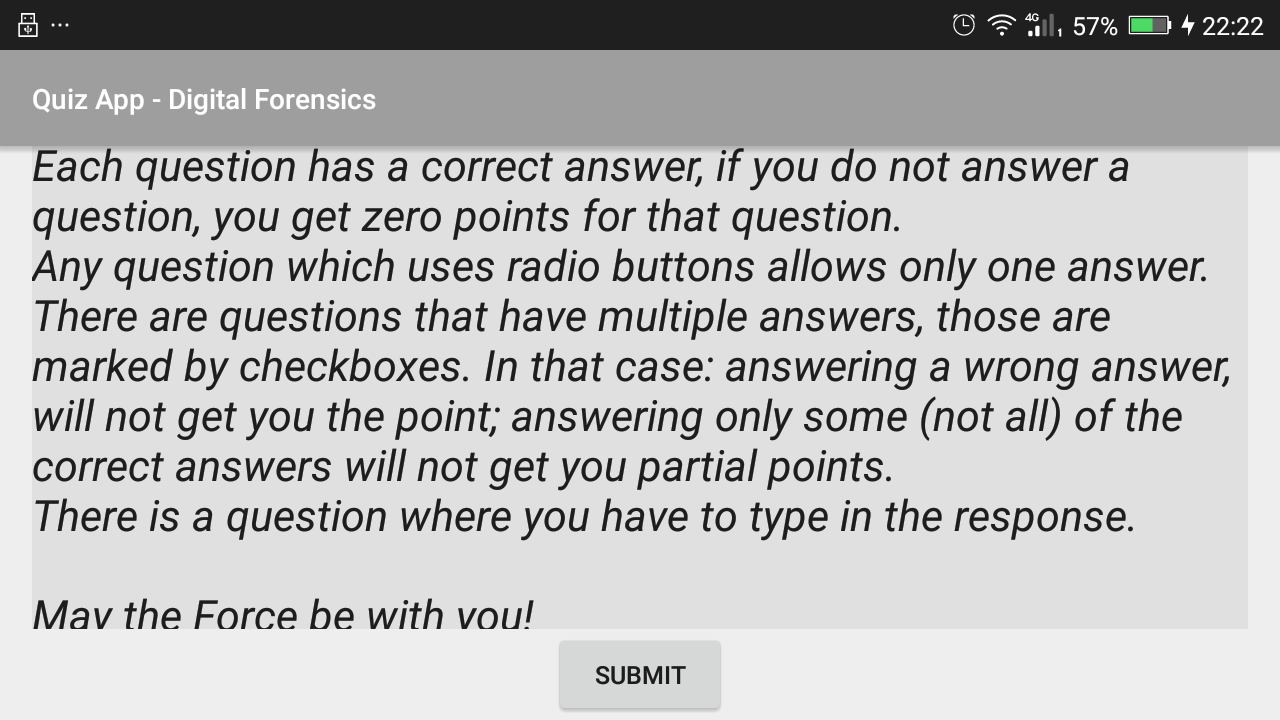 ... 4G 1 57% 22:22
Quiz App - Digital Forensics
Each question has a correct answer, if you do not answer a
question, you get zero points for that question.
Any question which uses radio buttons allows only one answer.
There are questions that have multiple answers, those are
marked by checkboxes. In that case: answering a wrong answer,
will not get you the point; answering only some (not all) of the
correct answers will not get you partial points.
There is a question where you have to type in the response.
May the Force be with you!
SUBMIT